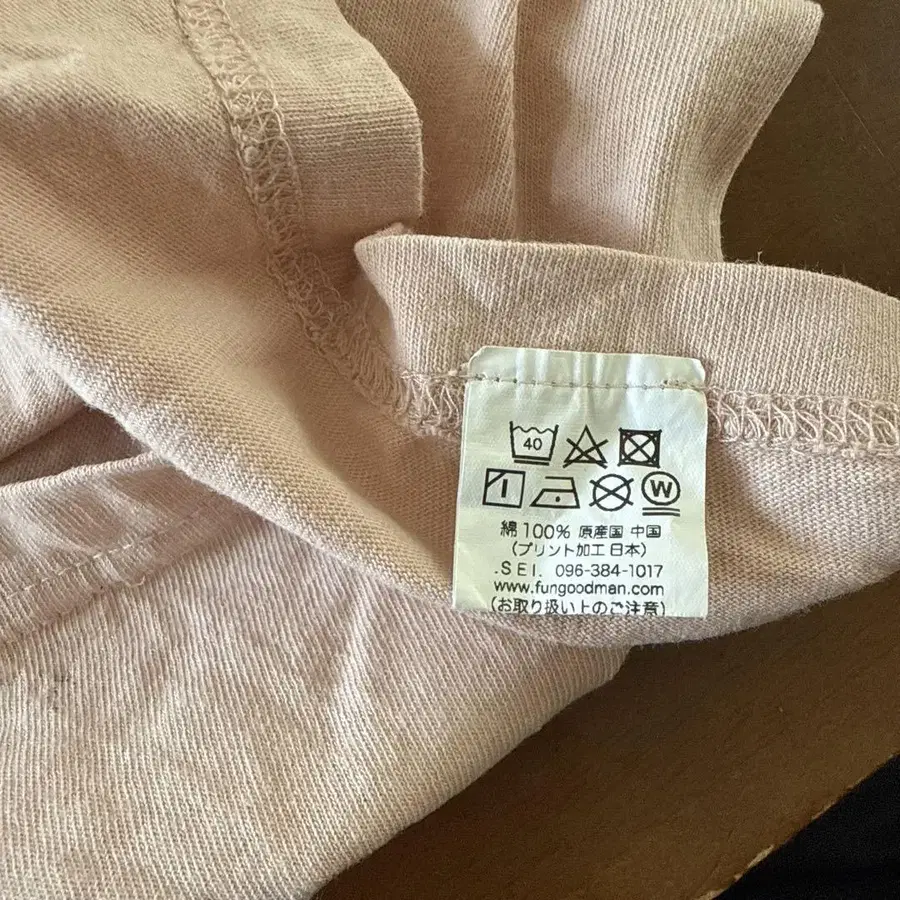 40
W
綿 100% 原産国 中国
(プリント加工 日本)
.SEI. 096-384-1017
www.fungoodman.com
(お取り扱い上のご注意)